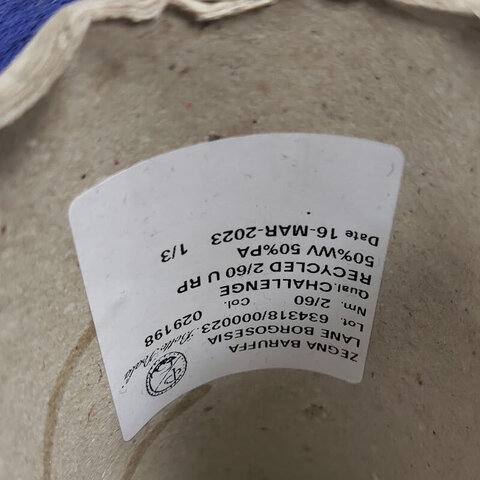 ZEGNA BARUFFA
LANE BORGOSESIA
Lot. 634318/000023
Nm. 2/60 Col. 029198
Qual. CHALLENGE
RECYCLED 2/60 U RP
50%WV 50%PA
Date 16-MAR-2023 1/3